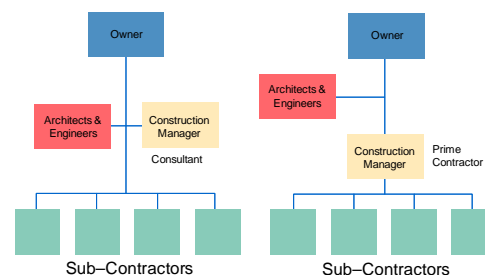 Owner
Architects &
Engineers
Construction
Manager
Consultant
Sub–Contractors
Owner
Architects &
Engineers
Construction
Manager
Prime
Contractor
Sub–Contractors